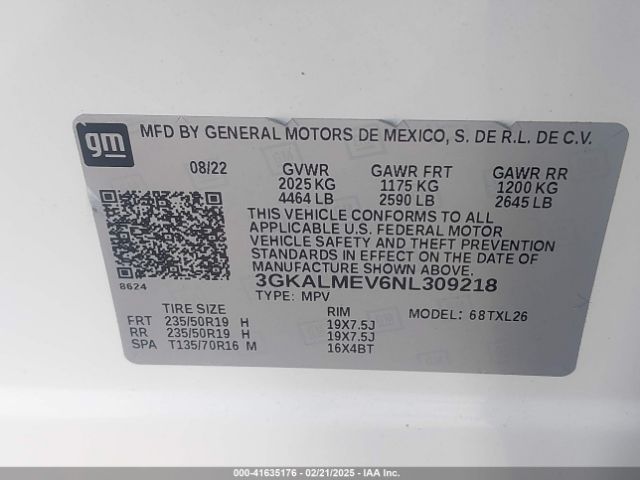 gm
MFD BY GENERAL MOTORS DE MEXICO, S. DE R.L. DE C.V.
08/22 GVWR GAWR FRT GAWR RR
2025 KG 1175 KG 1200 KG
4464 LB 2590 LB 2645 LB
THIS VEHICLE CONFORMS TO ALL
APPLICABLE U.S. FEDERAL MOTOR
VEHICLE SAFETY AND THEFT PREVENTION
STANDARDS IN EFFECT ON THE DATE OF
MANUFACTURE SHOWN ABOVE.
8624 3GKALMEV6NL309218
TYPE: MPV
TIRE SIZE RIM MODEL: 68TXL26
FRT 235/50R19 H 19X7.5J
RR 235/50R19 H 19X7.5J
SPA T135/70R16 M 16X4BT
000-41635176 - 02/21/2025 - IAA Inc.